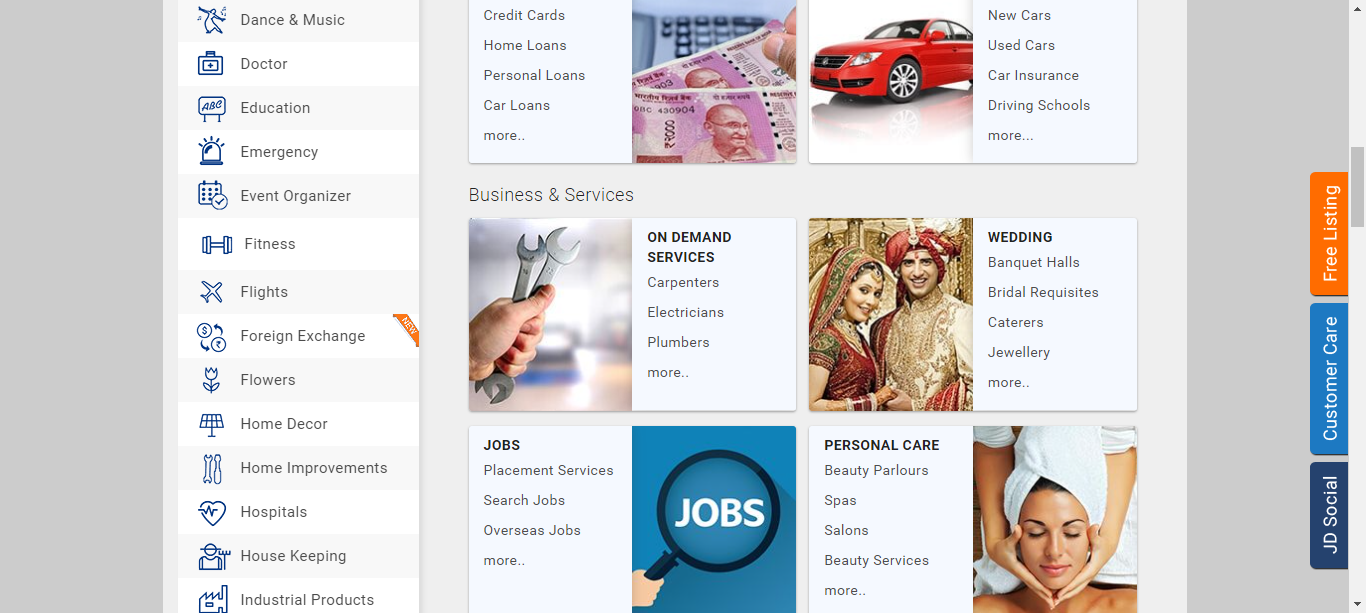 Dance & Music
Doctor
ABC
Education
Emergency
Event Organizer
Fitness
Flights
Foreign Exchange
NEW
Flowers
Home Decor
Home Improvements
Hospitals
House Keeping
Industrial Products
Credit Cards
Home Loans
Personal Loans
Car Loans
more..
भारतीय रिज़र्व बैंक
0BC 430904
New Cars
Used Cars
Car Insurance
Driving Schools
more...
Business & Services
ON DEMAND
SERVICES
Carpenters
Electricians
Plumbers
more..
WEDDING
Banquet Halls
Bridal Requisites
Caterers
Jewellery
more..
JOBS
Placement Services
Search Jobs
Overseas Jobs
more..
JOBS
PERSONAL CARE
Beauty Parlours
Spas
Salons
Beauty Services
more..
Free Listing
Customer Care
JD Social